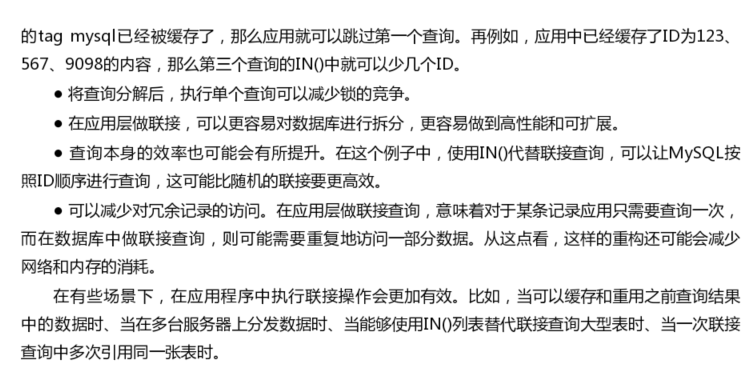 的tag mysql已经被缓存了，那么应用就可以跳过第一个查询。再例如，应用中已经缓存了ID为123、
567、9098的内容，那么第三个查询的IN()中就可以少几个ID。
● 将查询分解后，执行单个查询可以减少锁的竞争。
● 在应用层做联接，可以更容易对数据库进行拆分，更容易做到高性能和可扩展。
● 查询本身的效率也可能会有所提升。在这个例子中，使用IN()代替联接查询，可以让MySQL按
照ID顺序进行查询，这可能比随机的联接要更高效。
● 可以减少对冗余记录的访问。在应用层做联接查询，意味着对于某条记录应用只需要查询一次，
而在数据库中做联接查询，则可能需要重复地访问一部分数据。从这点看，这样的重构还可能会减少
网络和内存的消耗。
在有些场景下，在应用程序中执行联接操作会更加有效。比如，当可以缓存和重用之前查询结果
中的数据时、当在多台服务器上分发数据时、当能够使用IN()列表替代联接查询大型表时、当一次联接
查询中多次引用同一张表时。